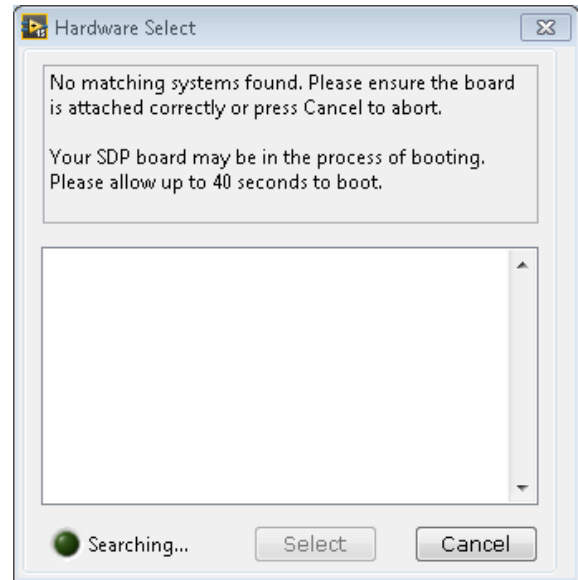 Hardware Select
No matching systems found. Please ensure the board
is attached correctly or press Cancel to abort.
Your SDP board may be in the process of booting.
Please allow up to 40 seconds to boot.
Searching...
Select
Cancel